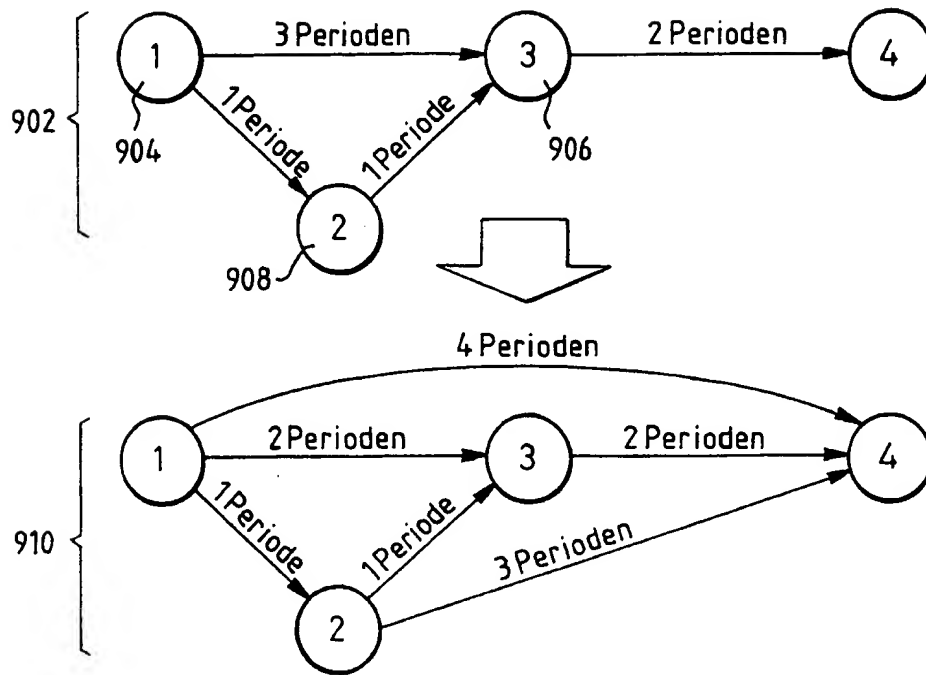 1
3 Perioden
3
2 Perioden
4
902
904
1 Periode
1 Periode
906
2
908
4 Perioden
1
2 Perioden
3
2 Perioden
4
910
1 Periode
1 Periode
3 Perioden
2